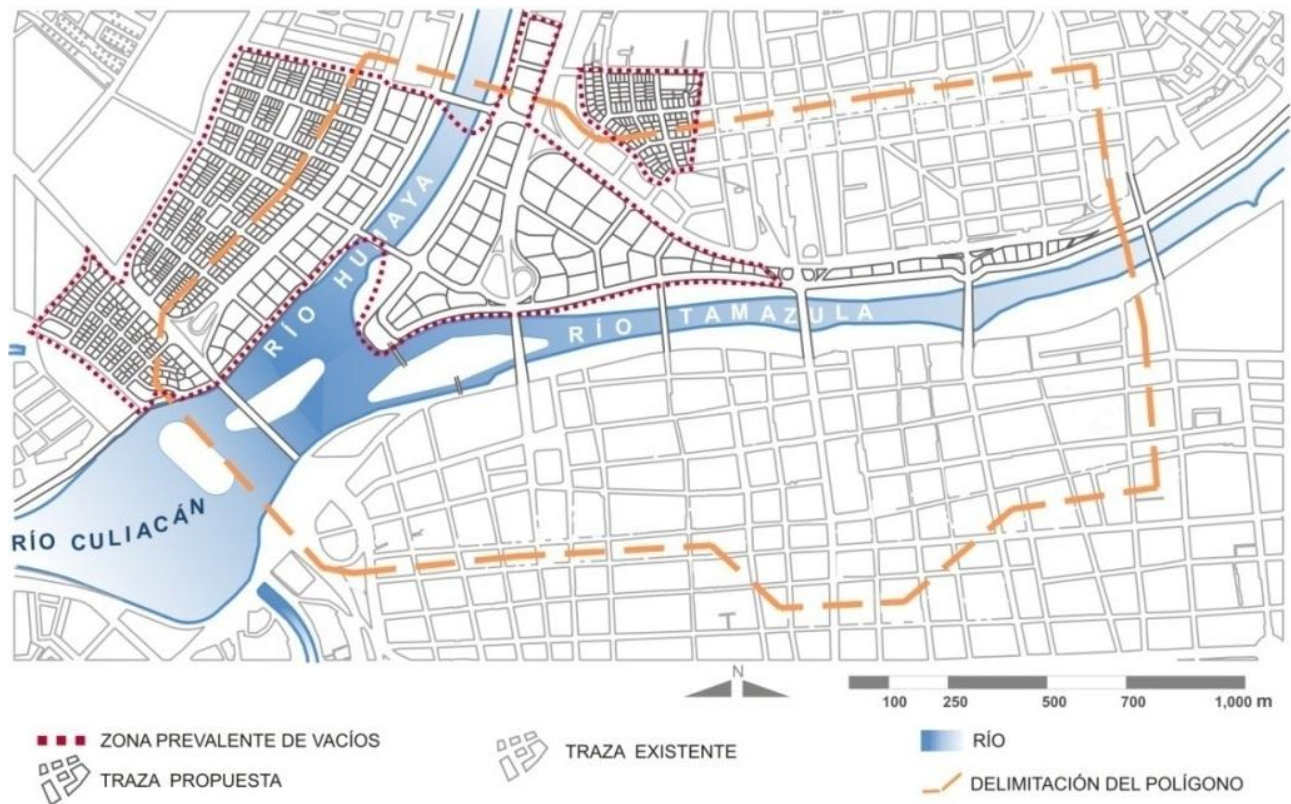 RÍO HUMAYA
RÍO TAMAZULA
RÍO CULIACÁN
N
100 250 500 700 1,000 m
ZONA PREVALENTE DE VACÍOS
TRAZA PROPUESTA
TRAZA EXISTENTE
RÍO
DELIMITACIÓN DEL POLÍGONO